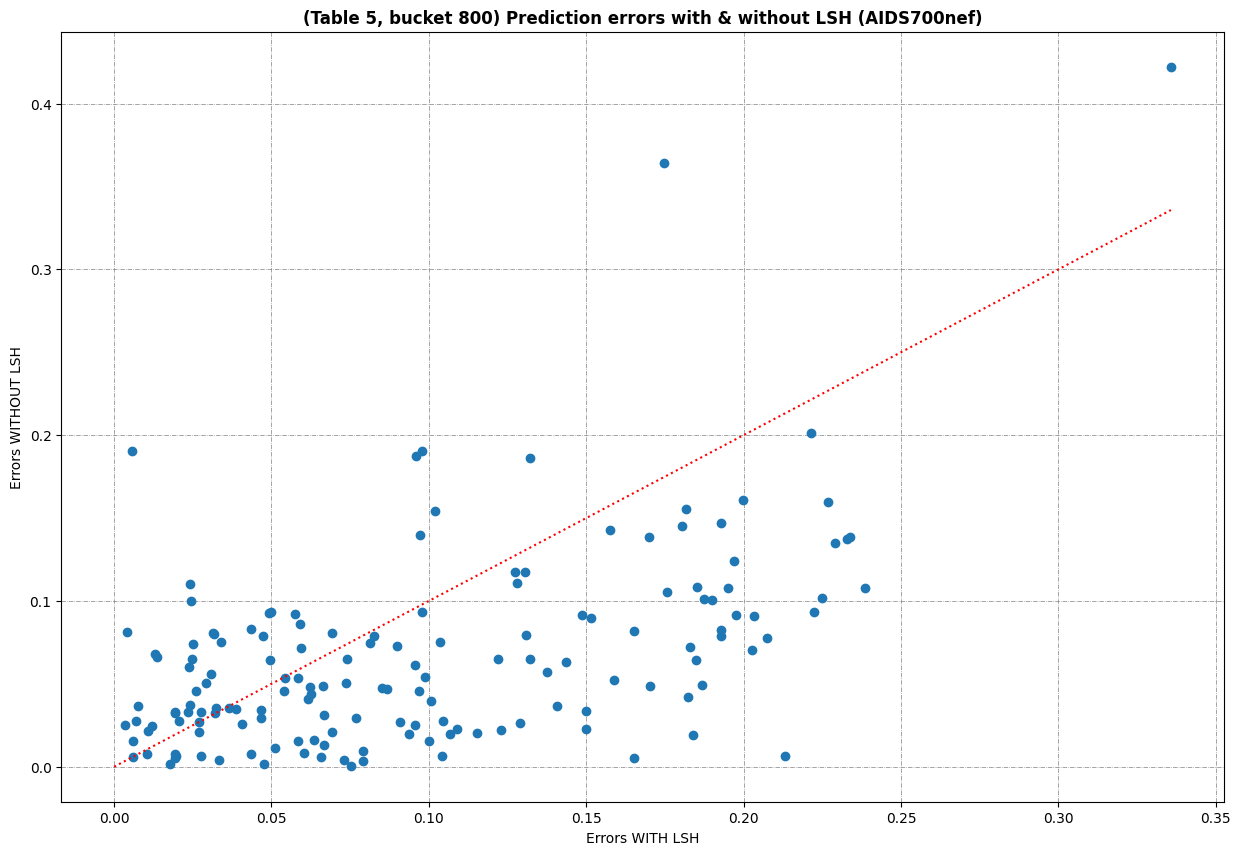 (Table 5, bucket 800) Prediction errors with & without LSH (AIDS700nef)
Errors WITHOUT LSH
0.4
0.3
0.2
0.1
0.0
0.00 0.05 0.10 0.15 0.20 0.25 0.30 0.35
Errors WITH LSH